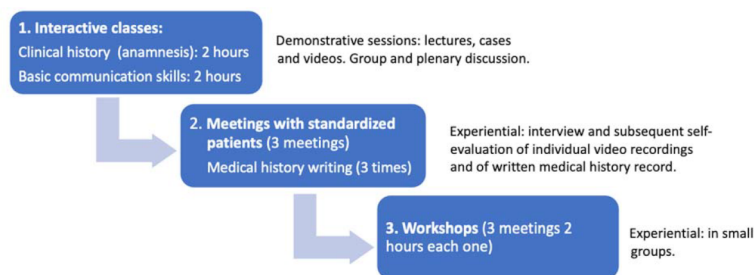 1. Interactive classes:
Clinical history (anamnesis): 2 hours
Basic communication skills: 2 hours
Demonstrative sessions: lectures, cases
and videos. Group and plenary discussion.
2. Meetings with standardized
patients (3 meetings)
Medical history writing (3 times)
Experiential: interview and subsequent self-
evaluation of individual video recordings
and of written medical history record.
3. Workshops (3 meetings 2
hours each one)
Experiential: in small
groups.